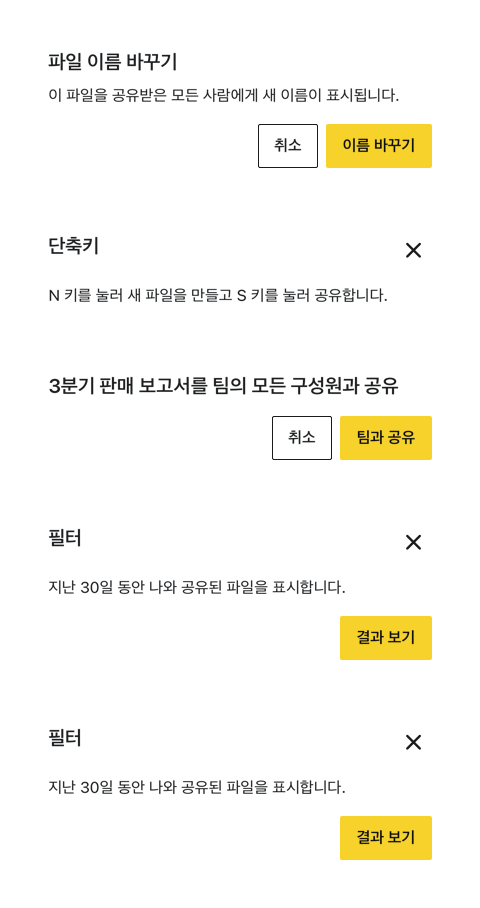 파일 이름 바꾸기
이 파일을 공유받은 모든 사람에게 새 이름이 표시됩니다.
취소
이름 바꾸기
단축키
N 키를 눌러 새 파일을 만들고 S 키를 눌러 공유합니다.
3분기 판매 보고서를 팀의 모든 구성원과 공유
취소
팀과 공유
필터
지난 30일 동안 나와 공유된 파일을 표시합니다.
결과 보기
필터
지난 30일 동안 나와 공유된 파일을 표시합니다.
결과 보기